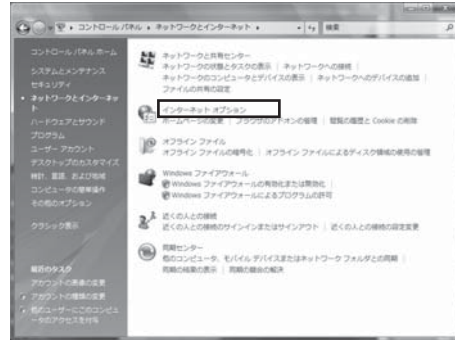 コントロール パネル ▸ ネットワークとインターネット ▸
検索
コントロール パネル ホーム
システムとメンテナンス
セキュリティ
ネットワークとインターネッ
ト
ハードウェアとサウンド
プログラム
ユーザー アカウント
デスクトップのカスタマイズ
時計、言語、および地域
コンピュータの簡単操作
その他のオプション
クラシック表示
最近のタスク
アカウントの画像の変更
アカウントの種類の変更
他のユーザーにこのコンピュ
ータのアクセスを付与
ネットワークと共有センター
ネットワークの状態とタスクの表示 | ネットワークへの接続
ネットワークのコンピュータとデバイスの表示 | ネットワークへのデバイスの追加
ファイルの共有の設定
インターネット オプション
ホームページの変更 | ブラウザのアドオンの管理 | 閲覧の履歴と Cookie の削除
オフライン ファイル
オフライン ファイルの暗号化 | オフライン ファイルによるディスク領域の使用の管理
Windows ファイアウォール
Windows ファイアウォールの有効化または無効化
Windows ファイアウォールによるプログラムの許可
近くの人との接続
近くの人との接続のサインインまたはサインアウト | 近くの人との接続の設定変更
同期センター
他のコンピュータ、モバイル デバイスまたはネットワーク フォルダとの同期
同期の結果の表示 | 同期の競合の解決